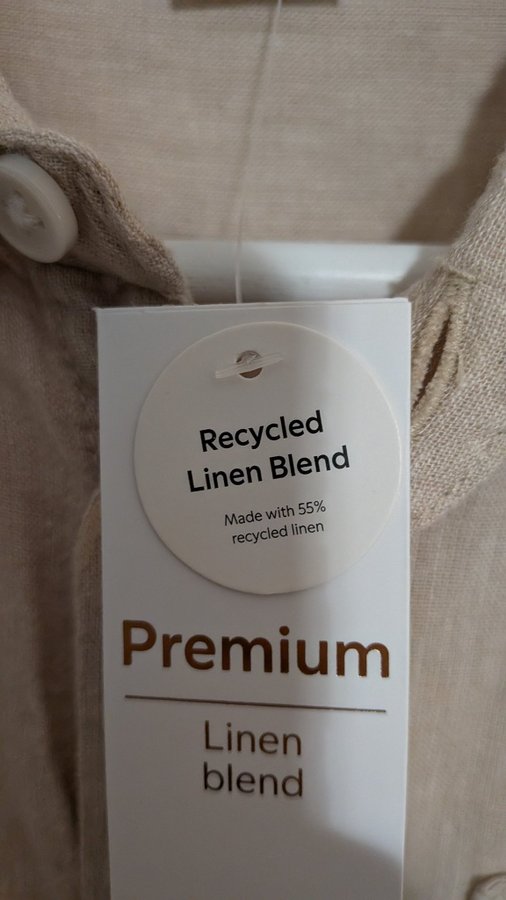 Recycled
Linen Blend
Made with 55%
recycled linen
Premium
Linen
blend